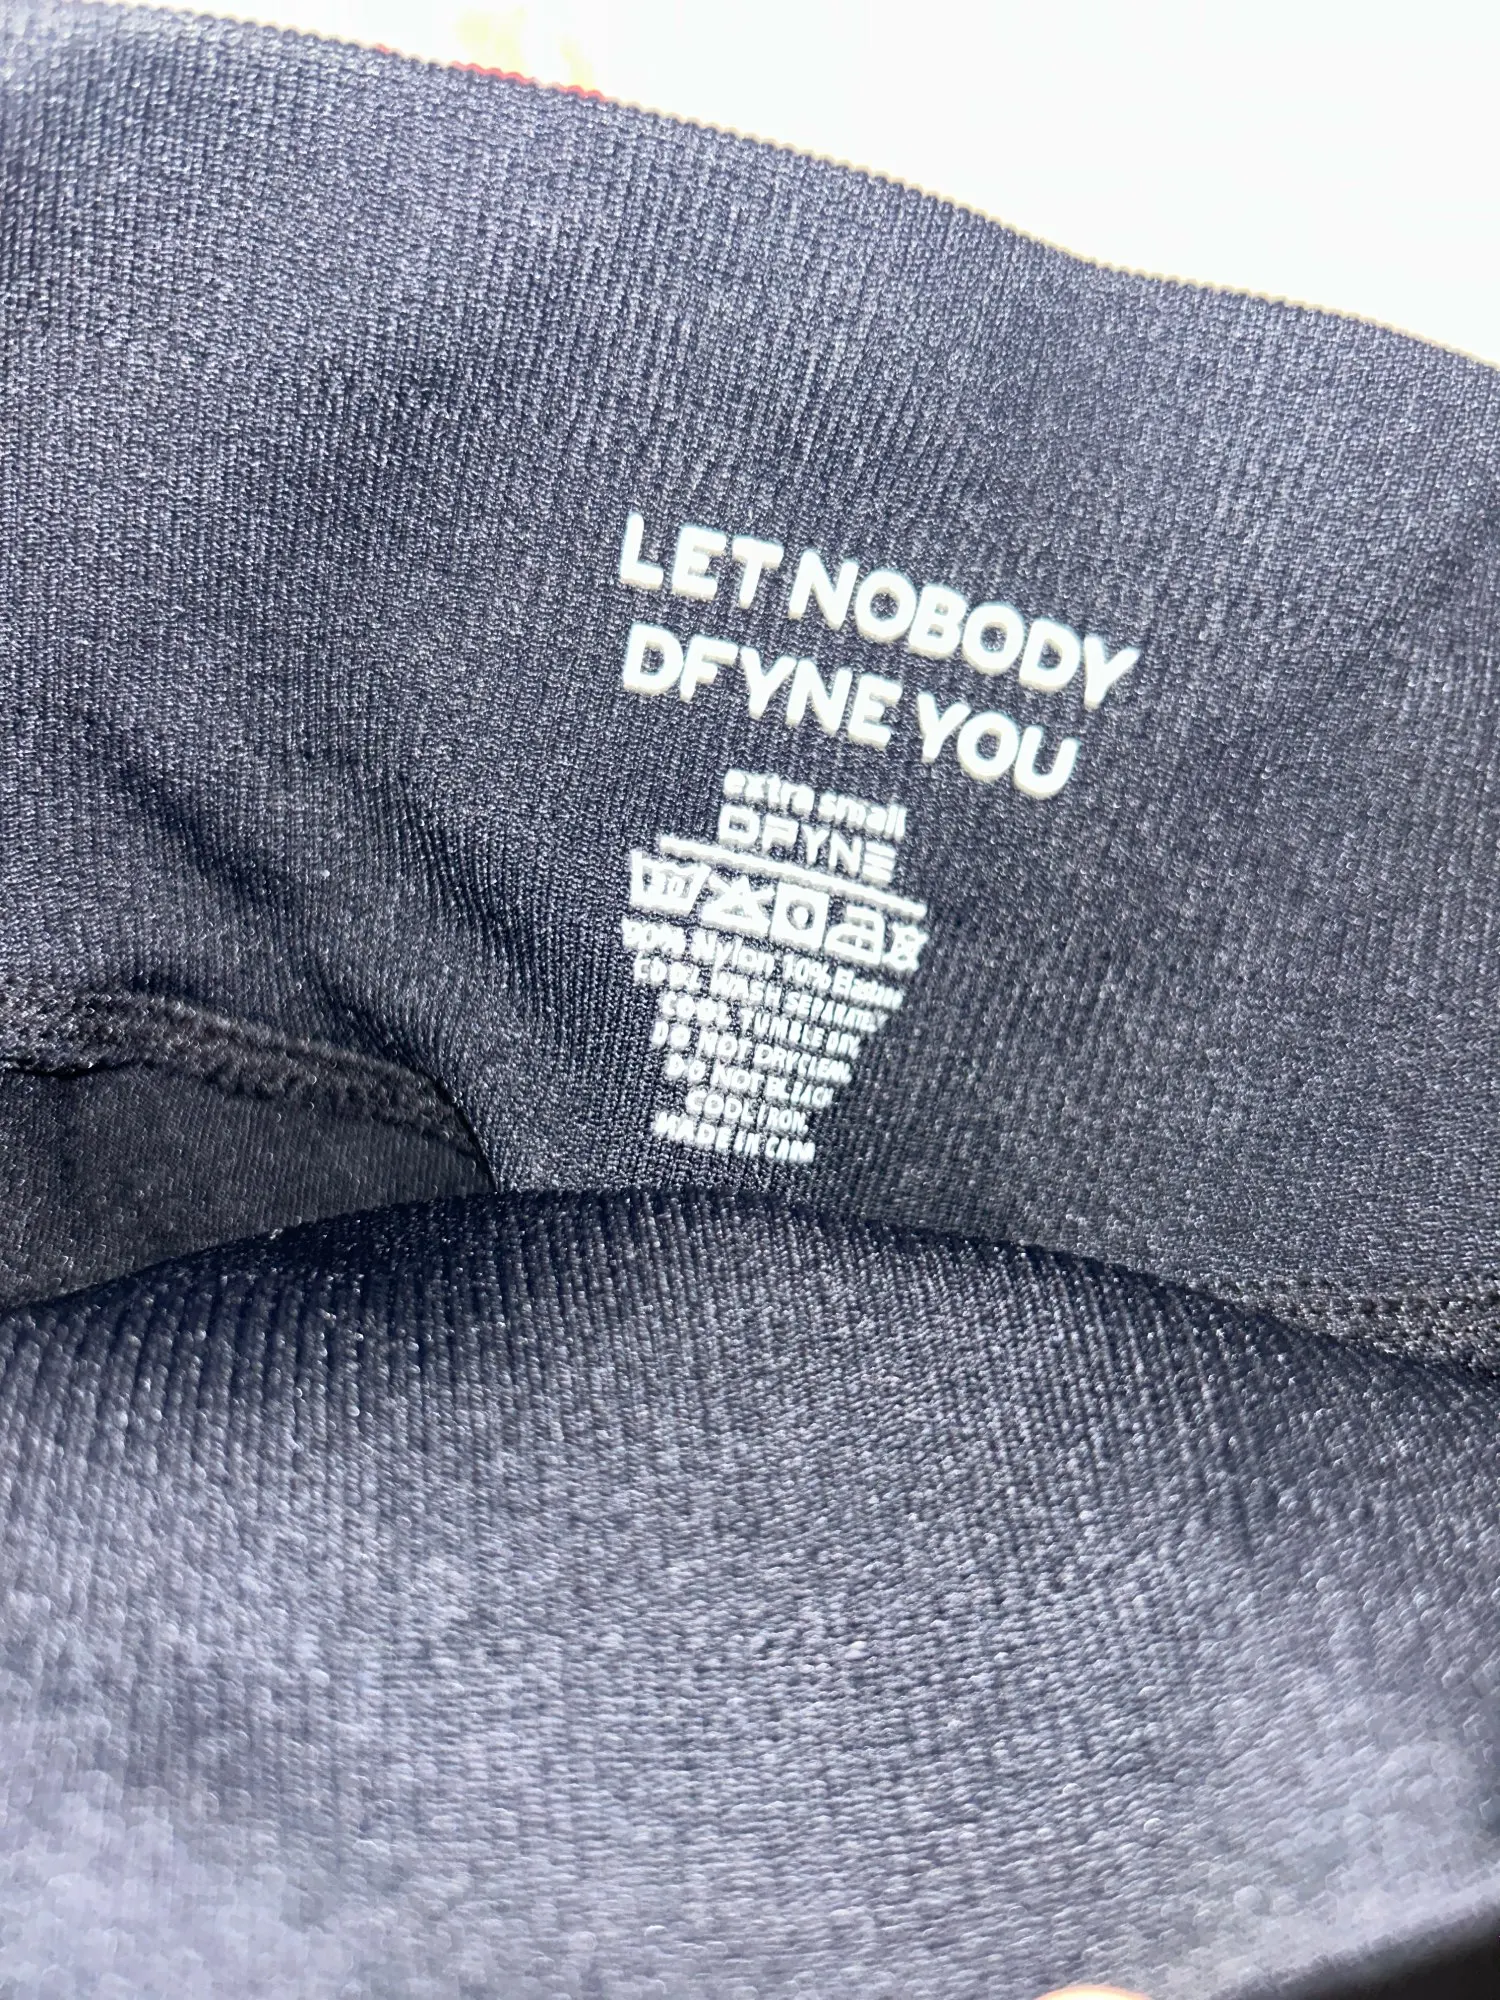 LET NOBODY
DFYNE YOU
extra small
DFYNE
30
90% Nylon 10% Elastane
COOL WASH SEPARATELY
COOL TUMBLE DRY,
DO NOT DRYCLEAN,
DO NOT BLEACH
COOL IRON,
MADE IN